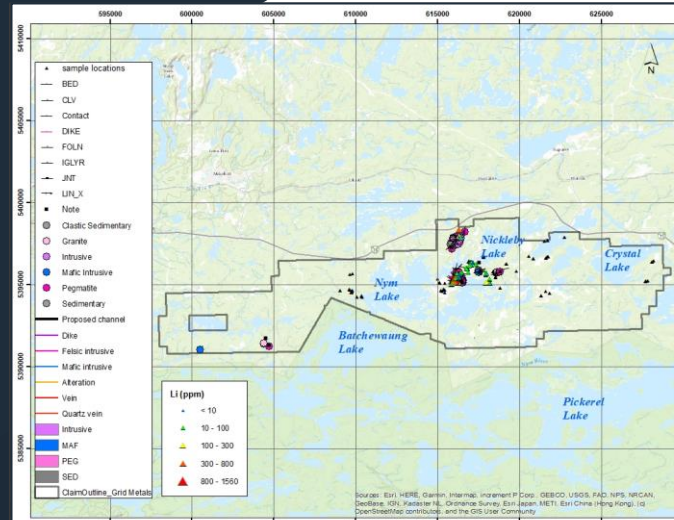 595000
600000
605000
610000
615000
620000
625000
5410000
5405000
5400000
5395000
5390000
5385000
N
sample locations
BED
CLV
Contact
DIKE
FOLN
IGLYR
JNT
LIN_X
Note
Clastic Sedimentary
Granite
Intrusive
Mafic Intrusive
Pegmatite
Sedimentary
Proposed channel
Dike
Felsic intrusive
Mafic intrusive
Alteration
Vein
Quartz vein
Intrusive
MAF
PEG
SED
ClaimOutline_Grid Metals
Nickleby
Lake
Crystal
Lake
Nym
Lake
Batchewaung
Lake
Pickerel
Lake
Li (ppm)
< 10
10 - 100
100 - 300
300 - 800
800 - 1560
Sources: Esri, HERE, Garmin, Intermap, increment P Corp., GEBCO, USGS, FAO, NPS, NRCAN,
GeoBase, IGN, Kadaster NL, Ordnance Survey, Esri Japan, METI, Esri China (Hong Kong), (c)
OpenStreetMap contributors, and the GIS User Community